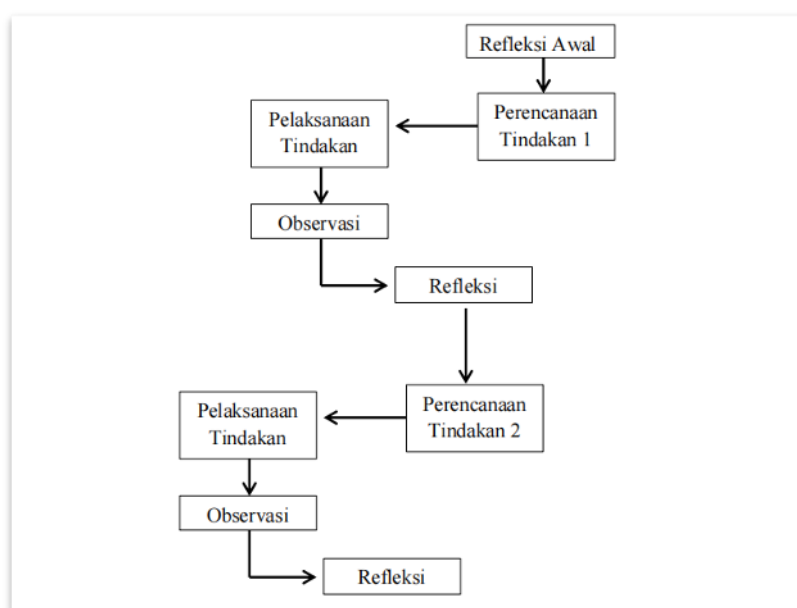 Refleksi Awal
Perencanaan
Tindakan 1
Pelaksanaan
Tindakan
Observasi
Refleksi
Perencanaan
Tindakan 2
Pelaksanaan
Tindakan
Observasi
Refleksi